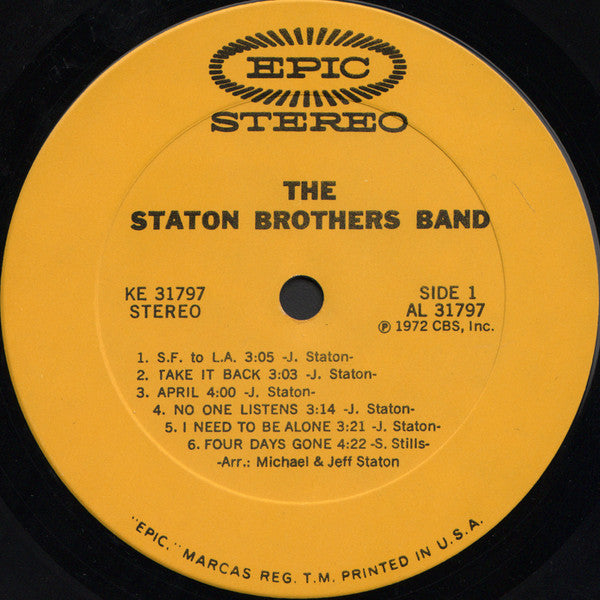 EPIC
STEREO
THE
STATON BROTHERS BAND
KE 31797
STEREO
SIDE 1
AL 31797
Ⓟ 1972 CBS, Inc.
1. S.F. to L.A. 3:05 -J. Staton-
2. TAKE IT BACK 3:03 -J. Staton-
3. APRIL 4:00 -J. Staton-
4. NO ONE LISTENS 3:14 -J. Staton-
5. I NEED TO BE ALONE 3:21 -J. Staton-
6. FOUR DAYS GONE 4:22 -S. Stills-
-Arr.: Michael & Jeff Staton
"EPIC," MARCAS REG. T.M. PRINTED IN U.S.A.